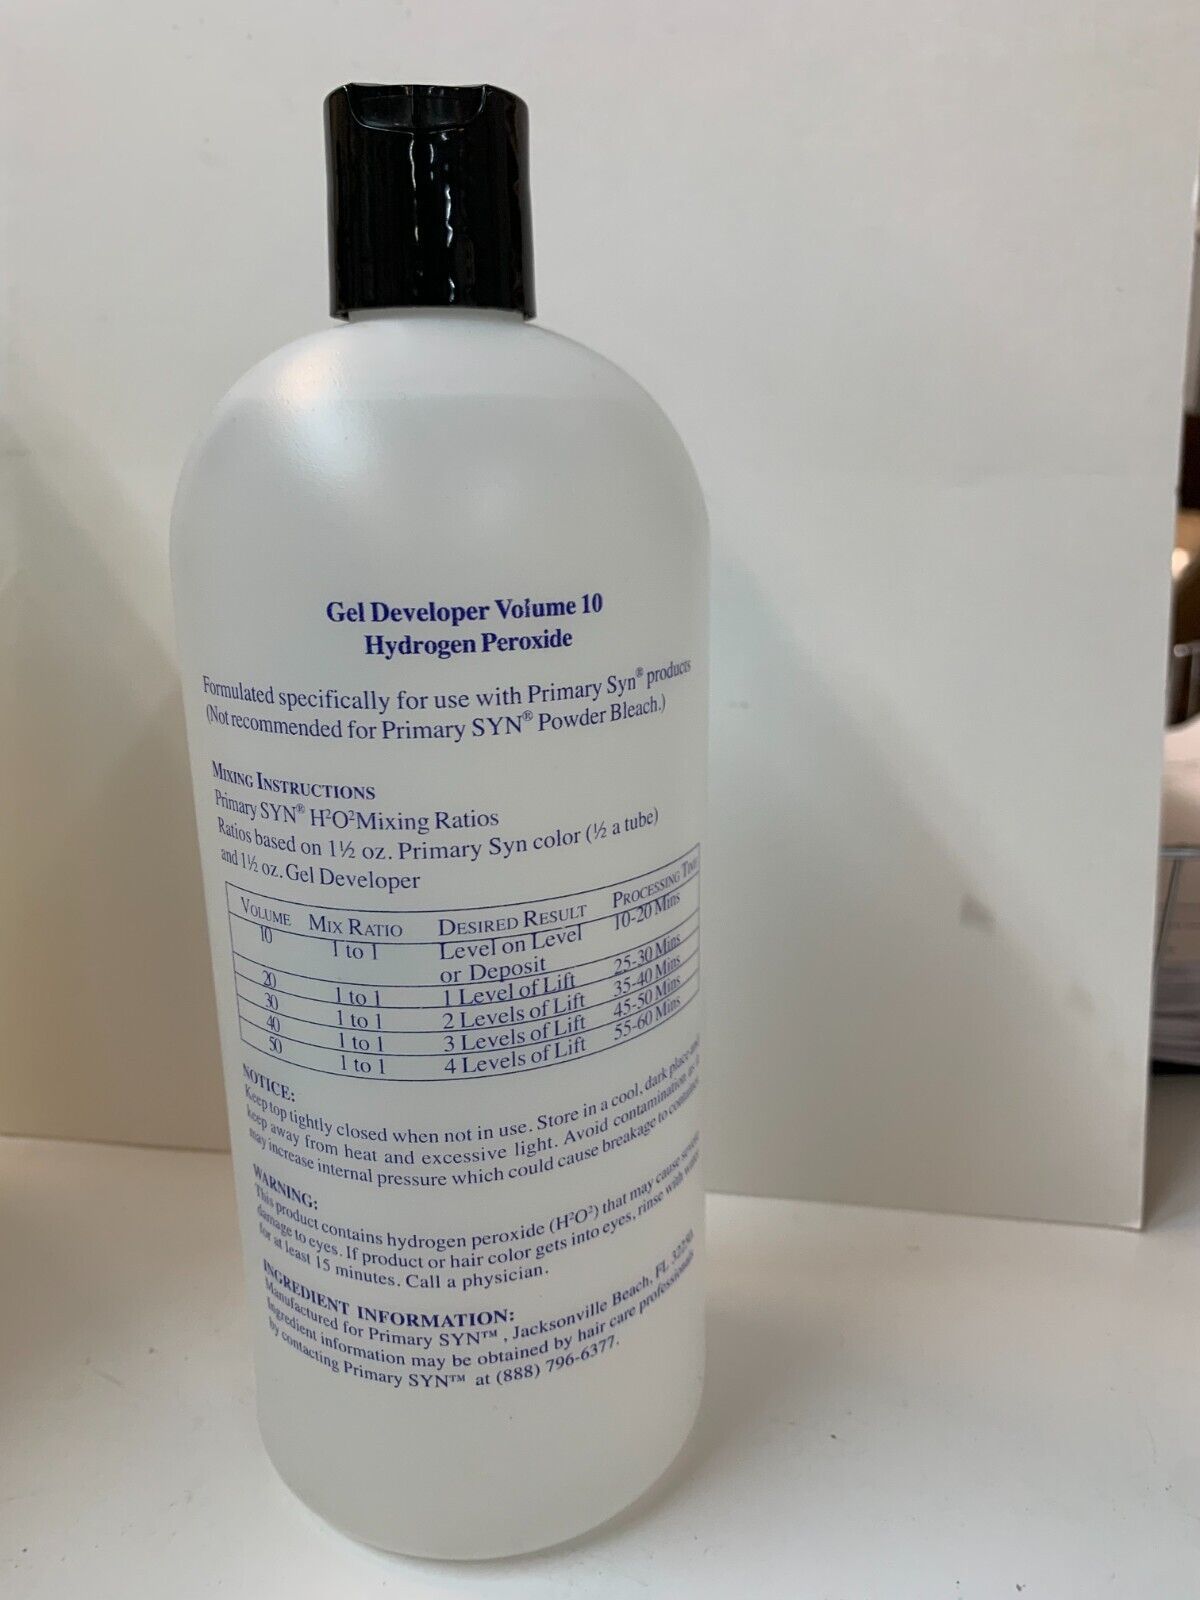 Gel Developer Volume 10
Hydrogen Peroxide
Formulated specifically for use with Primary Syn® products
(Not recommended for Primary SYN® Powder Bleach.)
MIXING INSTRUCTIONS
Primary SYN® H²O² Mixing Ratios
Ratios based on 1½ oz. Primary Syn color (½ a tube)
and 1½ oz. Gel Developer
VOLUME MIX RATIO DESIRED RESULT PROCESSING TIME
10 1 to 1 Level on Level 10-20 Mins
or Deposit
20 1 to 1 1 Level of Lift 25-30 Mins
30 1 to 1 2 Levels of Lift 35-40 Mins
40 1 to 1 3 Levels of Lift 45-50 Mins
50 1 to 1 4 Levels of Lift 55-60 Mins
NOTICE:
Keep top tightly closed when not in use. Store in a cool, dark place and
keep away from heat and excessive light. Avoid contamination as it
may increase internal pressure which could cause breakage to container.
WARNING:
This product contains hydrogen peroxide (H²O²) that may cause severe
damage to eyes. If product or hair color gets into eyes, rinse with water
for at least 15 minutes. Call a physician.
INGREDIENT INFORMATION:
Manufactured for Primary SYN™, Jacksonville Beach, FL 32250.
Ingredient information may be obtained by hair care professionals
by contacting Primary SYN™ at (888) 796-6377.